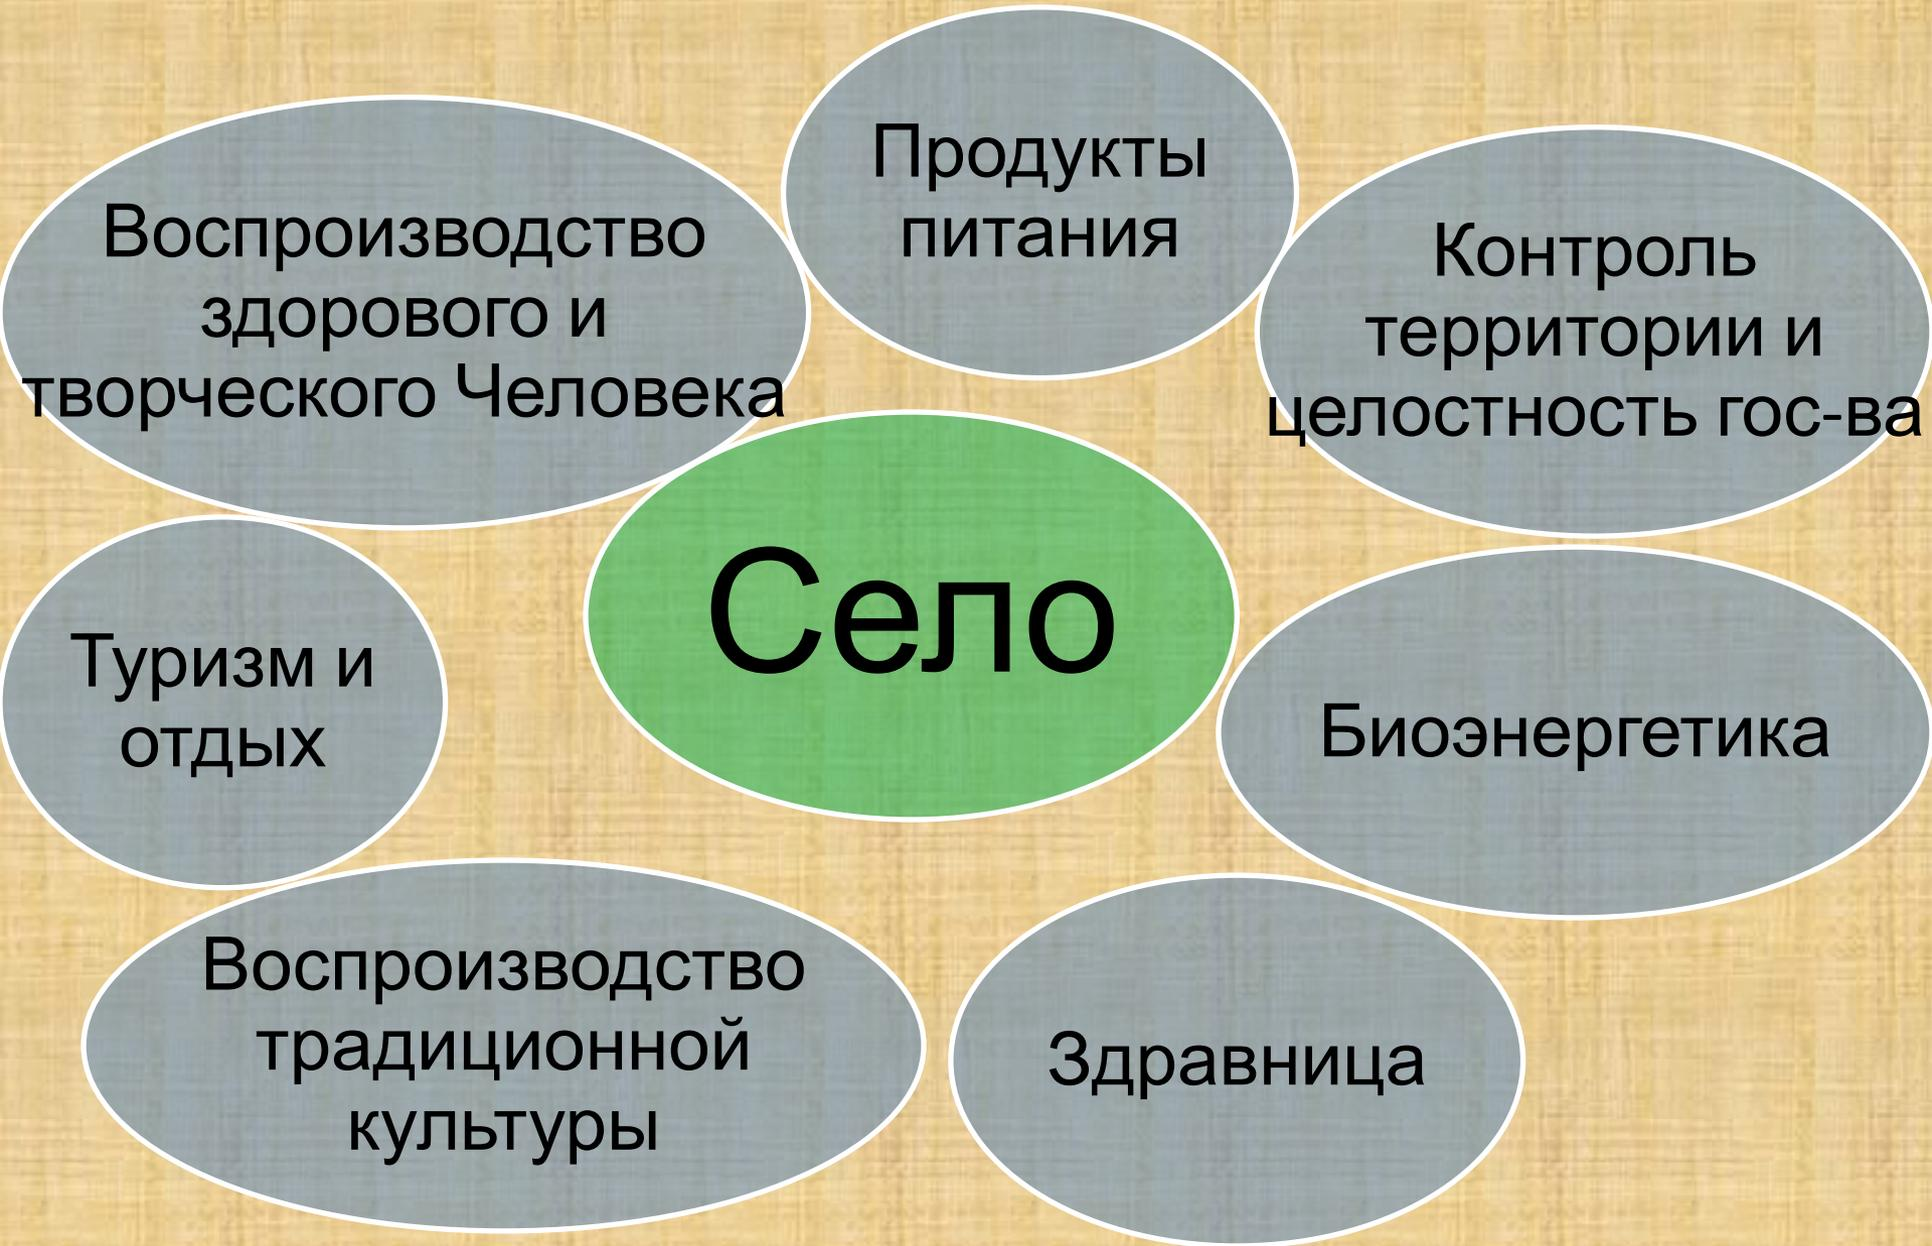 Продукты
питания
Воспроизводство
здорового и
творческого Человека
Контроль
территории и
целостность гос-ва
Село
Туризм и
отдых
Биоэнергетика
Воспроизводство
традиционной
культуры
Здравница